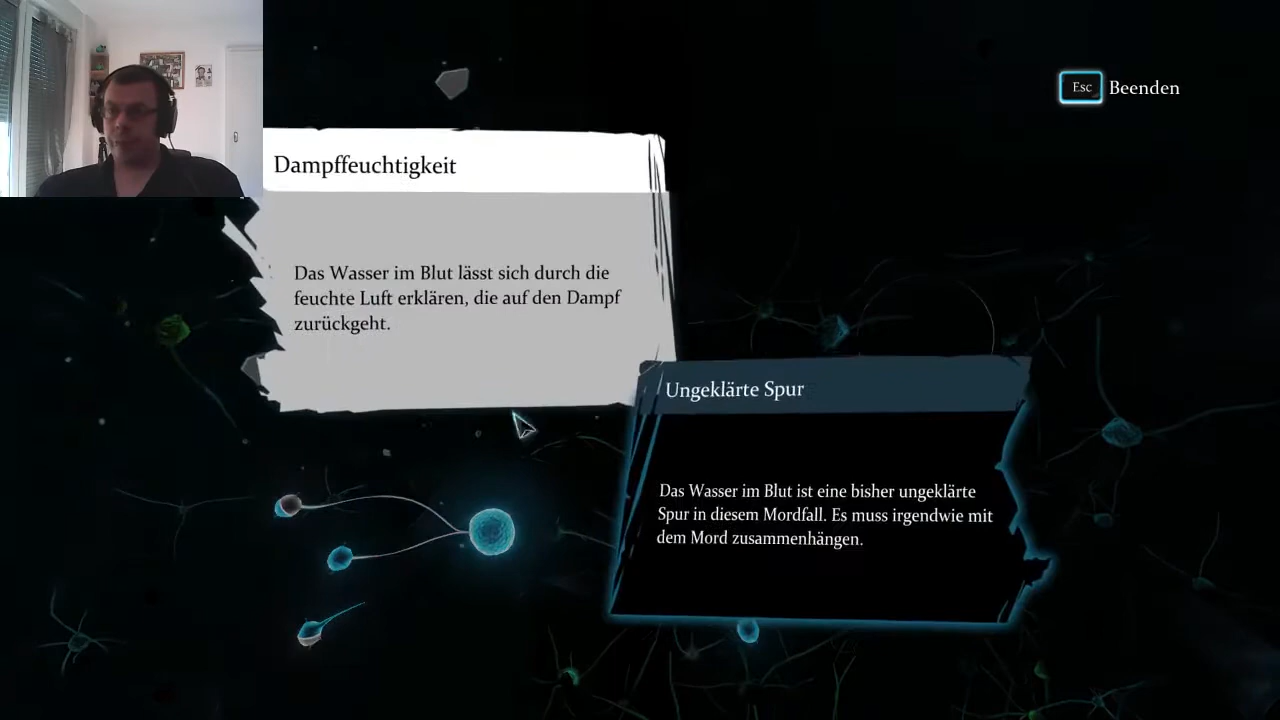 Esc Beenden
Dampffeuchtigkeit
Das Wasser im Blut lässt sich durch die
feuchte Luft erklären, die auf den Dampf
zurückgeht.
Ungeklärte Spur
Das Wasser im Blut ist eine bisher ungeklärte
Spur in diesem Mordfall. Es muss irgendwie mit
dem Mord zusammenhängen.